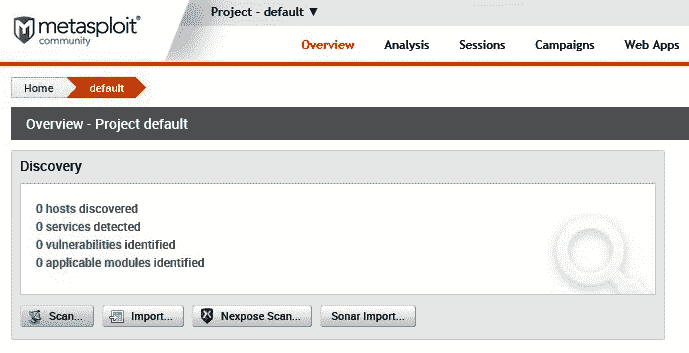 metasploit®
community
Project - default ▼
Overview Analysis Sessions Campaigns Web Apps
Home default
Overview - Project default
Discovery
0 hosts discovered
0 services detected
0 vulnerabilities identified
0 applicable modules identified
Scan... Import... Nexpose Scan... Sonar Import...